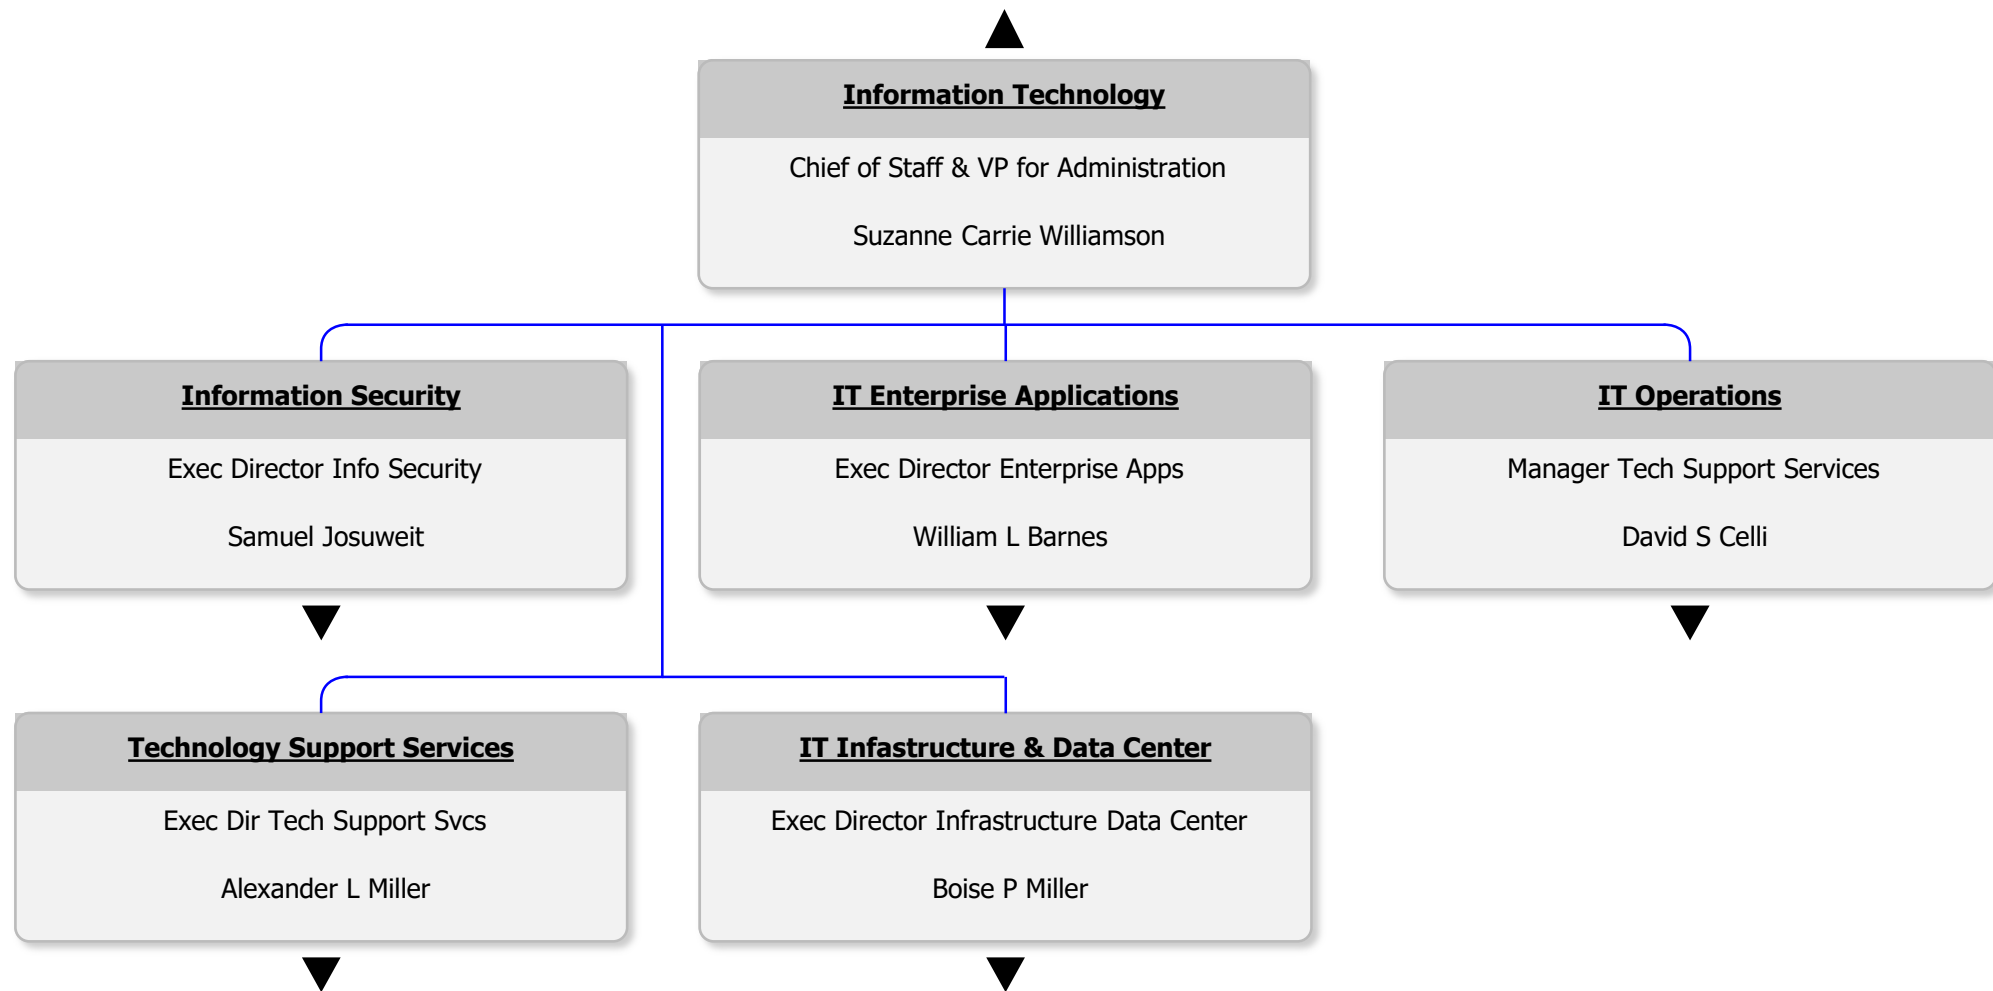 Information Technology
Chief of Staff & VP for Administration
Suzanne Carrie Williamson
Information Security
Exec Director Info Security
Samuel Josuweit
IT Enterprise Applications
Exec Director Enterprise Apps
William L Barnes
IT Operations
Manager Tech Support Services
David S Celli
Technology Support Services
Exec Dir Tech Support Svcs
Alexander L Miller
IT Infastructure & Data Center
Exec Director Infrastructure Data Center
Boise P Miller